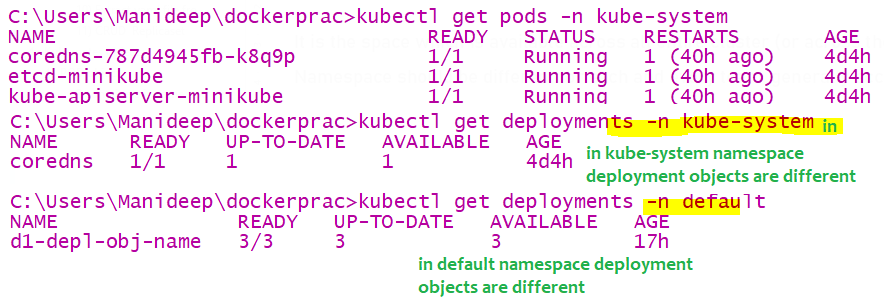 C:\Users\Manideep\dockerprac>kubectl get pods -n kube-system
NAME READY STATUS RESTARTS AGE
coredns-787d4945fb-k8q9p 1/1 Running 1 (40h ago) 4d4h
etcd-minikube 1/1 Running 1 (40h ago) 4d4h
kube-apiserver-minikube 1/1 Running 1 (40h ago) 4d4h
C:\Users\Manideep\dockerprac>kubectl get deployments -n kube-system in
NAME READY UP-TO-DATE AVAILABLE AGE
coredns 1/1 1 1 4d4h
in kube-system namespace
deployment objects are different
C:\Users\Manideep\dockerprac>kubectl get deployments -n default
NAME READY UP-TO-DATE AVAILABLE AGE
d1-depl-obj-name 3/3 3 3 17h
in default namespace deployment
objects are different